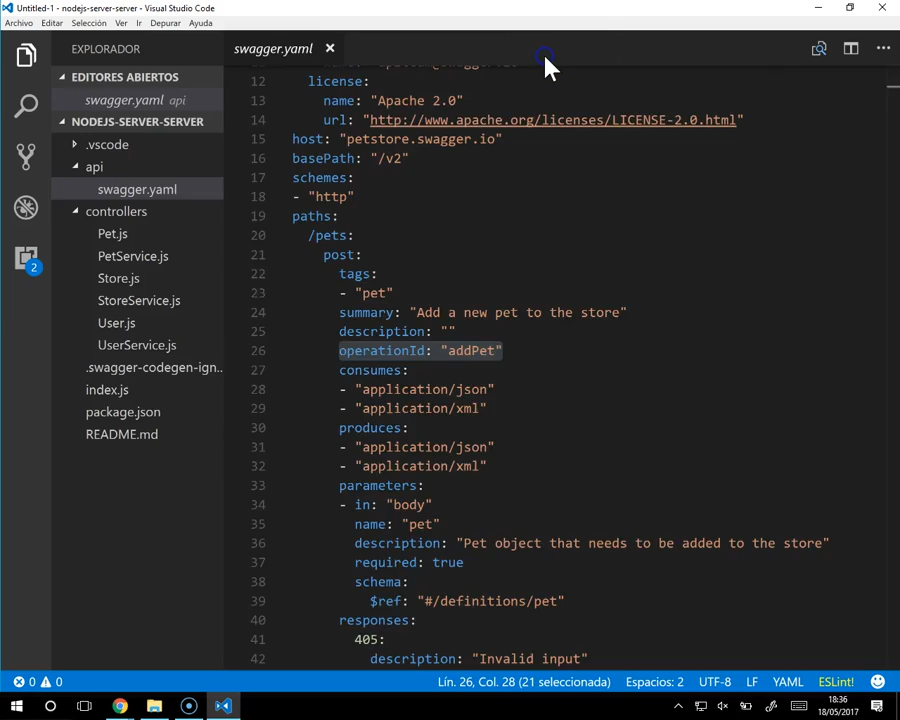 Untitled-1 - nodejs-server-server - Visual Studio Code
Archivo Editar Selección Ver Ir Depurar Ayuda
EXPLORADOR
EDITORES ABIERTOS
swagger.yaml api
NODEJS-SERVER-SERVER
.vscode
api
swagger.yaml
controllers
Pet.js
PetService.js
Store.js
StoreService.js
User.js
UserService.js
.swagger-codegen-ign...
index.js
package.json
README.md
2
swagger.yaml
12 license:
13 name: "Apache 2.0"
14 url: "http://www.apache.org/licenses/LICENSE-2.0.html"
15 host: "petstore.swagger.io"
16 basePath: "/v2"
17 schemes:
18 - "http"
19 paths:
20 /pets:
21 post:
22 tags:
23 - "pet"
24 summary: "Add a new pet to the store"
25 description: ""
26 operationId: "addPet"
27 consumes:
28 - "application/json"
29 - "application/xml"
30 produces:
31 - "application/json"
32 - "application/xml"
33 parameters:
34 - in: "body"
35 name: "pet"
36 description: "Pet object that needs to be added to the store"
37 required: true
38 schema:
39 $ref: "#/definitions/pet"
40 responses:
41 405:
42 description: "Invalid input"
0 0 Lín. 26, Col. 28 (21 seleccionada) Espacios: 2 UTF-8 LF YAML ESLint!
18:36
18/05/2017